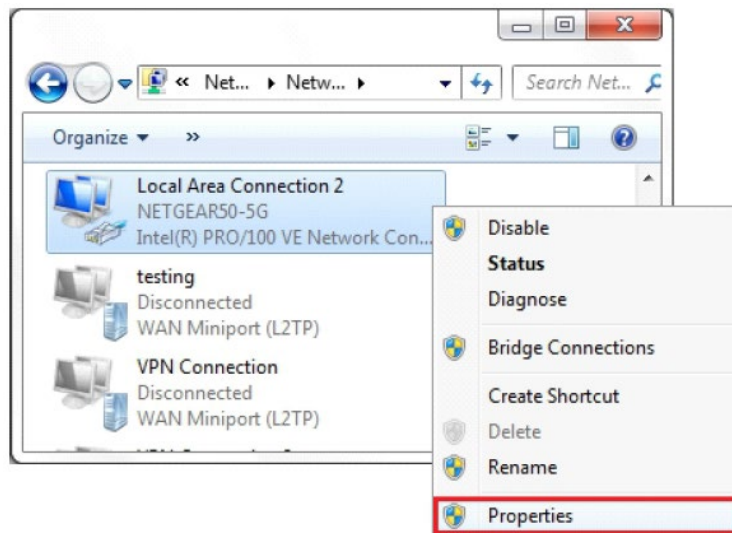 « Net... Netw...
Search Net...
Organize »
Local Area Connection 2
NETGEAR50-5G
Intel(R) PRO/100 VE Network Con...
testing
Disconnected
WAN Miniport (L2TP)
VPN Connection
Disconnected
WAN Miniport (L2TP)
Disable
Status
Diagnose
Bridge Connections
Create Shortcut
Delete
Rename
Properties